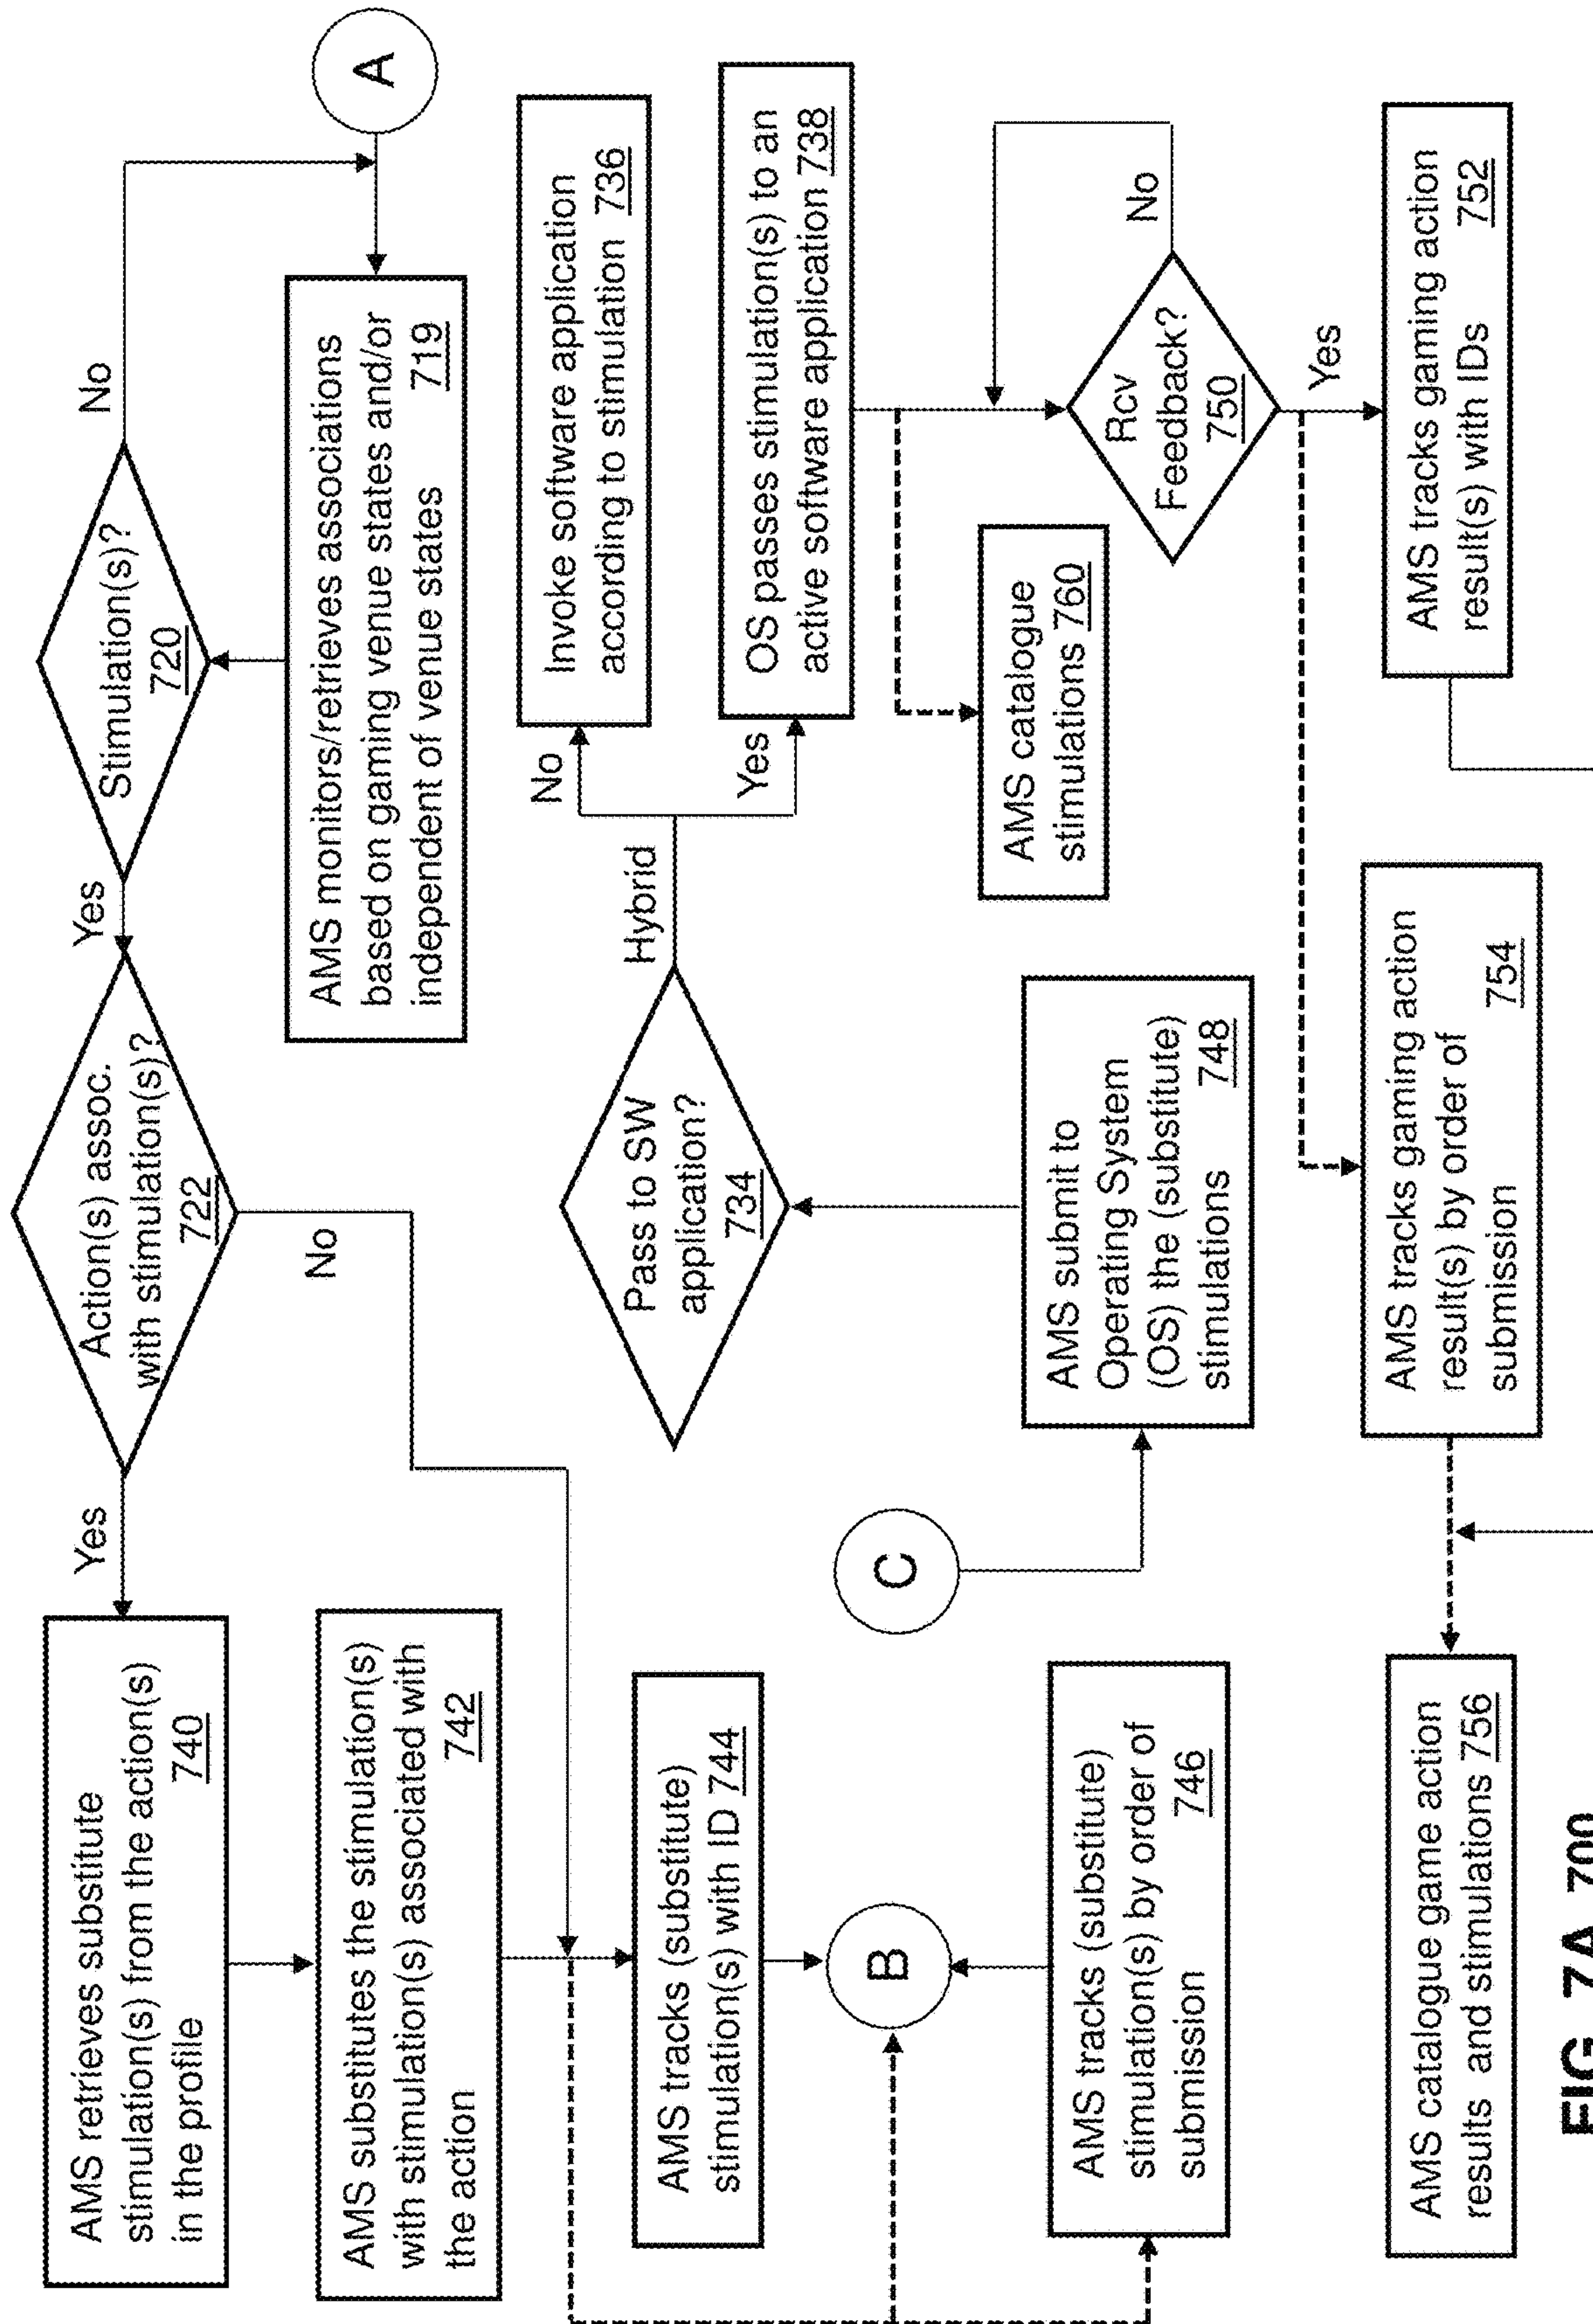 AMS retrieves substitute
stimulation(s) from the action(s)
in the profile 740
Yes
Action(s) assoc.
with stimulation(s)?
722
Yes
Stimulation(s)?
720
No
No
AMS substitutes the stimulation(s)
with stimulation(s) associated with
the action 742
AMS monitors/retrieves associations
based on gaming venue states and/or
independent of venue states 719
A
AMS tracks (substitute)
stimulation(s) with ID 744
Pass to SW
application?
734
Hybrid
No
Yes
Invoke software application
according to stimulation 736
OS passes stimulation(s) to an
active software application 738
B
C
AMS catalogue
stimulations 760
AMS tracks (substitute)
stimulation(s) by order of
submission 746
AMS submit to
Operating System
(OS) the (substitute)
stimulations 748
Rcv
Feedback?
750
No
Yes
AMS catalogue game action
results and stimulations 756
AMS tracks gaming action
result(s) by order of
submission 754
AMS tracks gaming action
result(s) with IDs 752
FIG. 7A 700